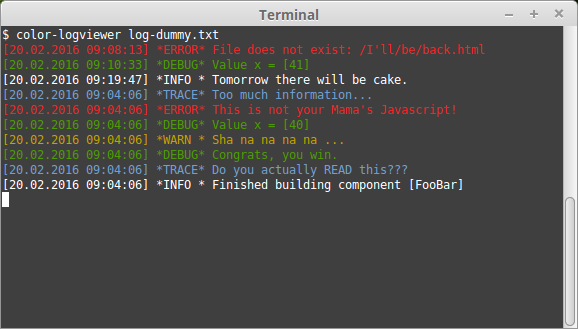 Terminal
$ color-logviewer log-dummy.txt
[20.02.2016 09:08:13] *ERROR* File does not exist: /I'll/be/back.html
[20.02.2016 09:10:33] *DEBUG* Value x = [41]
[20.02.2016 09:19:47] *INFO * Tomorrow there will be cake.
[20.02.2016 09:04:06] *TRACE* Too much information...
[20.02.2016 09:04:06] *ERROR* This is not your Mama's Javascript!
[20.02.2016 09:04:06] *DEBUG* Value x = [40]
[20.02.2016 09:04:06] *WARN * Sha na na na na ...
[20.02.2016 09:04:06] *DEBUG* Congrats, you win.
[20.02.2016 09:04:06] *TRACE* Do you actually READ this???
[20.02.2016 09:04:06] *INFO * Finished building component [FooBar]